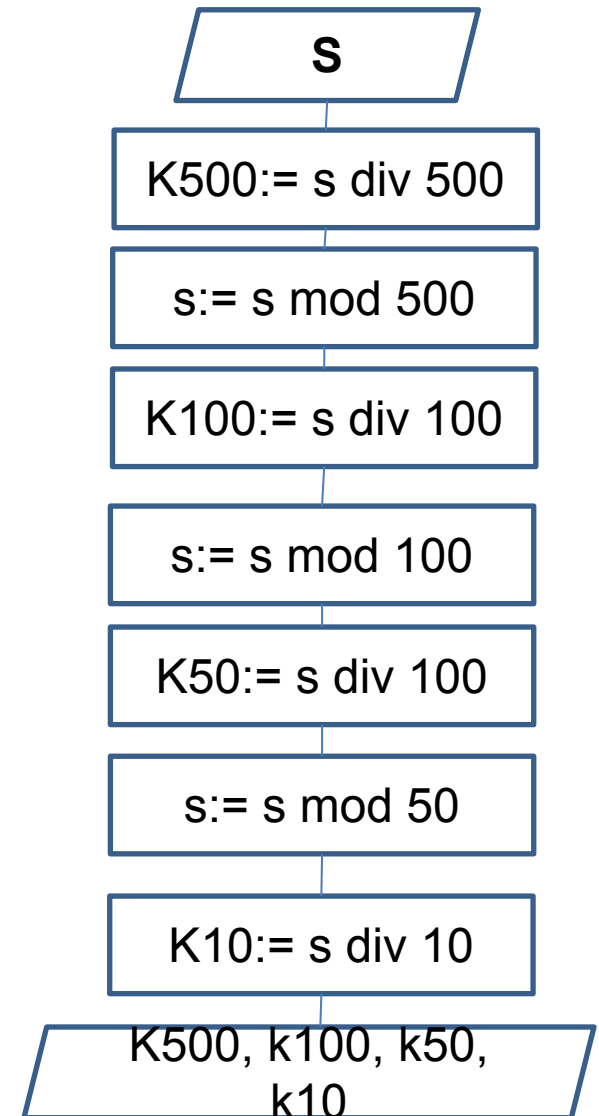 S
K500:= s div 500
s:= s mod 500
K100:= s div 100
s:= s mod 100
K50:= s div 100
s:= s mod 50
K10:= s div 10
K500, k100, k50,
k10